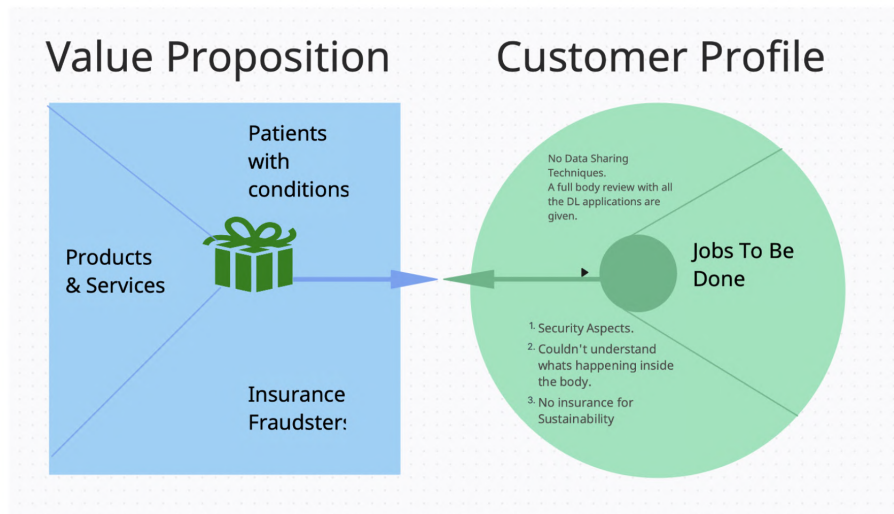 Value Proposition
Customer Profile
Patients
with
conditions
Products
& Services
Insurance
Fraudsters
No Data Sharing
Techniques.
A full body review with all
the DL applications are
given.
Jobs To Be
Done
1. Security Aspects.
2. Couldn't understand
whats happening inside
the body.
3. No insurance for
Sustainability